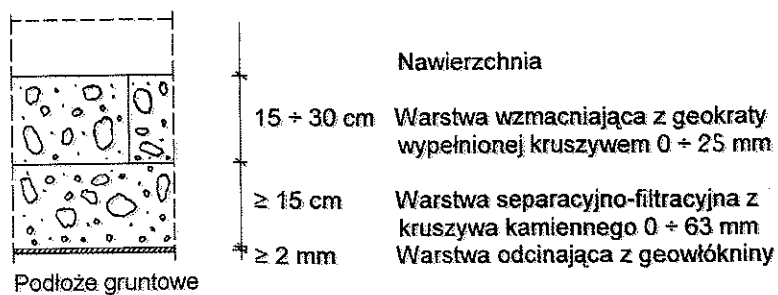 Nawierzchnia
15 ÷ 30 cm Warstwa wzmacniająca z geokraty
wypełnionej kruszywem 0 ÷ 25 mm
≥ 15 cm Warstwa separacyjno-filtracyjna z
kruszywa kamiennego 0 ÷ 63 mm
≥ 2 mm Warstwa odcinająca z geowłókniny
Podłoże gruntowe